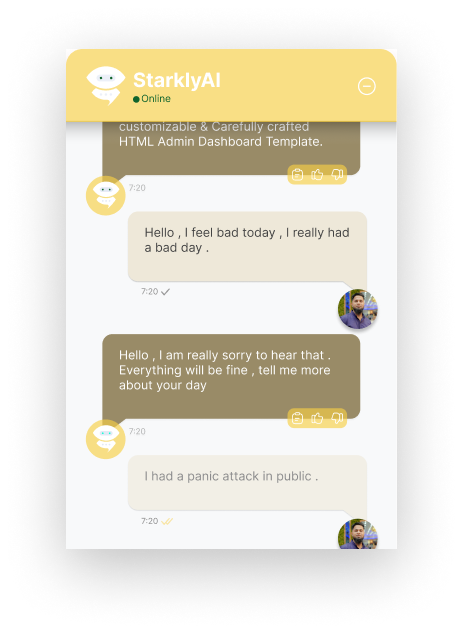 StarklyAI
Online
customizable & Carefully crafted
HTML Admin Dashboard Template.
7:20
Hello , I feel bad today , I really had
a bad day .
7:20
Hello , I am really sorry to hear that .
Everything will be fine , tell me more
about your day
7:20
I had a panic attack in public .
7:20